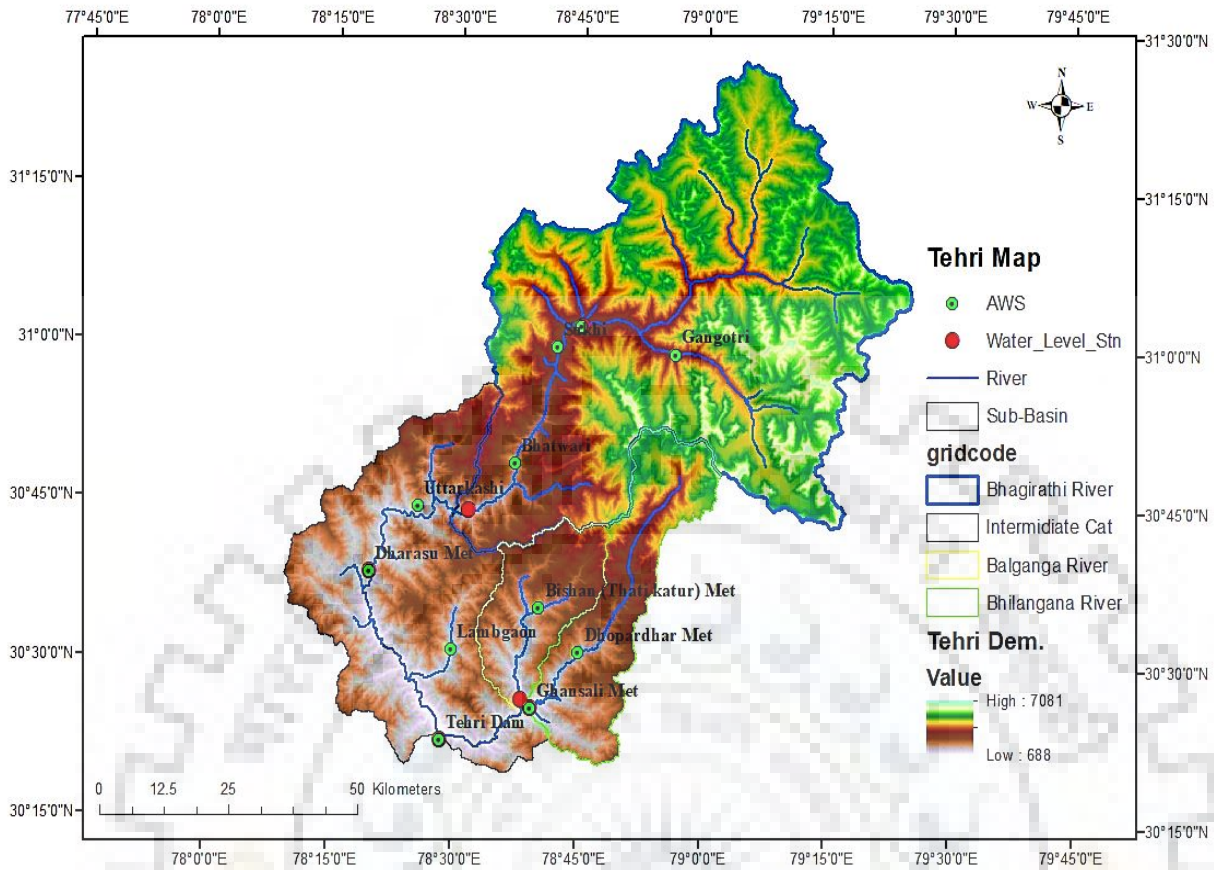 77°45'0"E 78°0'0"E 78°15'0"E 78°30'0"E 78°45'0"E 79°0'0"E 79°15'0"E 79°30'0"E 79°45'0"E
31°30'0"N
N
W E
S
31°15'0"N
31°15'0"N
Tehri Map
AWS
Water_Level_Stn
River
Sub-Basin
gridcode
Bhagirathi River
Intermidiate Cat
Balganga River
Bhilangana River
Tehri Dem.
Value
High : 7081
Low : 688
31°0'0"N
31°0'0"N
Sukhi
Gangotri
Bhatwari
30°45'0"N
30°45'0"N
Uttarkashi
Dharasu Met
Bishan (Thati katur) Met
Lambgaon
Dhopardhar Met
30°30'0"N
30°30'0"N
Ghansali Met
Tehri Dam
0 12.5 25 50 Kilometers
30°15'0"N
30°15'0"N
78°0'0"E 78°15'0"E 78°30'0"E 78°45'0"E 79°0'0"E 79°15'0"E 79°30'0"E 79°45'0"E